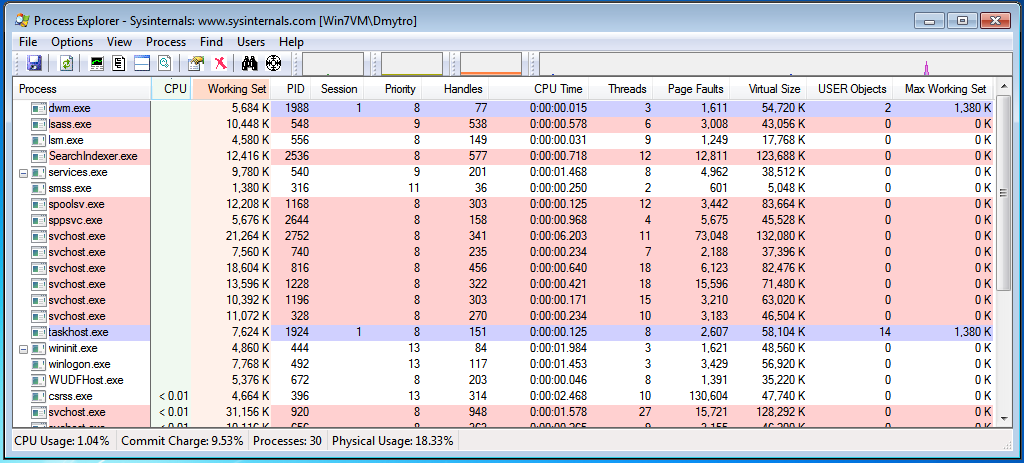 Process Explorer - Sysinternals: www.sysinternals.com [Win7VM\Dmytro]
File Options View Process Find Users Help
Process CPU Working Set PID Session Priority Handles CPU Time Threads Page Faults Virtual Size USER Objects Max Working Set
dwm.exe 5,684 K 1988 1 8 77 0:00:00.015 3 1,611 54,720 K 2 1,380 K
lsass.exe 10,448 K 548 9 538 0:00:00.578 6 3,008 43,056 K 0 0 K
lsm.exe 4,580 K 556 8 149 0:00:00.031 9 1,249 17,768 K 0 0 K
SearchIndexer.exe 12,416 K 2536 8 577 0:00:00.718 12 12,811 123,688 K 0 0 K
services.exe 9,780 K 540 9 201 0:00:01.468 8 4,962 38,512 K 0 0 K
smss.exe 1,380 K 316 11 36 0:00:00.250 2 601 5,048 K 0 0 K
spoolsv.exe 12,208 K 1168 8 303 0:00:00.125 12 3,442 83,664 K 0 0 K
sppsvc.exe 5,676 K 2644 8 158 0:00:00.968 4 5,675 45,528 K 0 0 K
svchost.exe 21,264 K 2752 8 341 0:00:06.203 11 73,048 132,080 K 0 0 K
svchost.exe 7,560 K 740 8 235 0:00:00.234 7 2,188 37,396 K 0 0 K
svchost.exe 18,604 K 816 8 456 0:00:00.640 18 6,123 82,476 K 0 0 K
svchost.exe 13,596 K 1228 8 322 0:00:00.421 18 15,596 71,480 K 0 0 K
svchost.exe 10,392 K 1196 8 303 0:00:00.171 15 3,210 63,020 K 0 0 K
svchost.exe 11,072 K 328 8 270 0:00:00.234 10 3,183 46,504 K 0 0 K
taskhost.exe 7,624 K 1924 1 8 151 0:00:00.125 8 2,607 58,104 K 14 1,380 K
wininit.exe 4,860 K 444 13 84 0:00:01.984 3 1,621 48,560 K 0 0 K
winlogon.exe 7,768 K 492 13 117 0:00:01.453 3 3,429 56,920 K 0 0 K
WUDFHost.exe 5,376 K 672 8 203 0:00:00.046 8 1,391 35,220 K 0 0 K
csrss.exe < 0.01 4,664 K 396 13 314 0:00:02.468 10 130,604 47,740 K 0 0 K
svchost.exe < 0.01 31,156 K 920 8 948 0:00:01.578 27 15,721 128,292 K 0 0 K
CPU Usage: 1.04% Commit Charge: 9.53% Processes: 30 Physical Usage: 18.33%